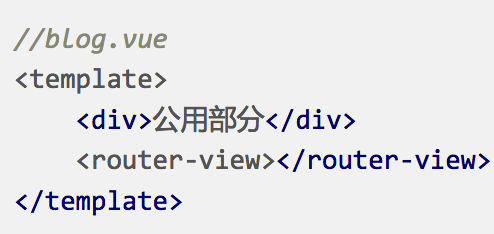 //blog.vue
<template>
    <div>公用部分</div>
    <router-view></router-view>
</template>